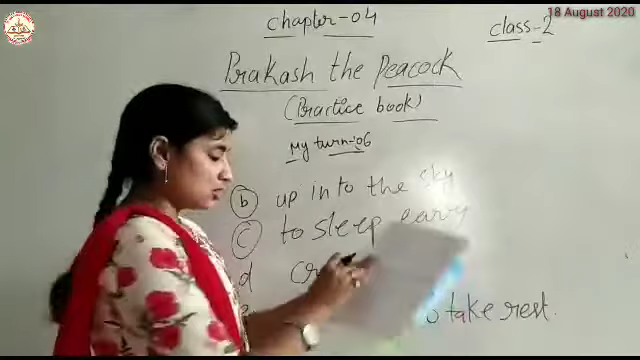 18 August 2020
chapter-04
class-2
Prakash the Peacock
(Practice book)
My turn-06
b up into the sky
c to sleep early
d
to take rest.